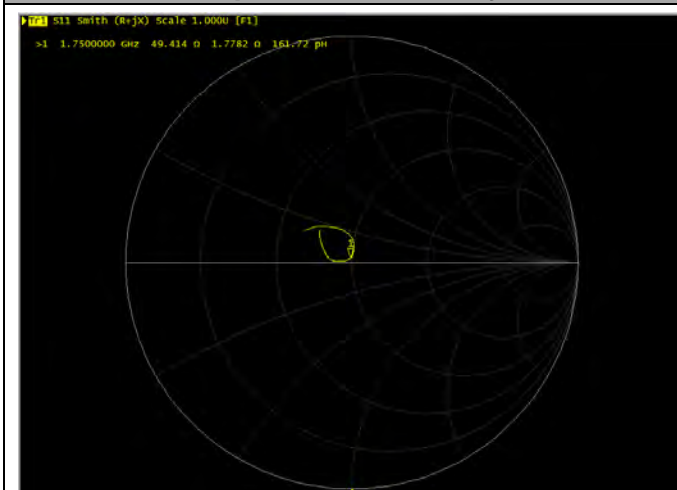 Tr1 S11 Smith (R+jX) Scale 1.000U [F1]
>1 1.7500000 GHz 49.414 Ω 1.7782 Ω 161.72 pH